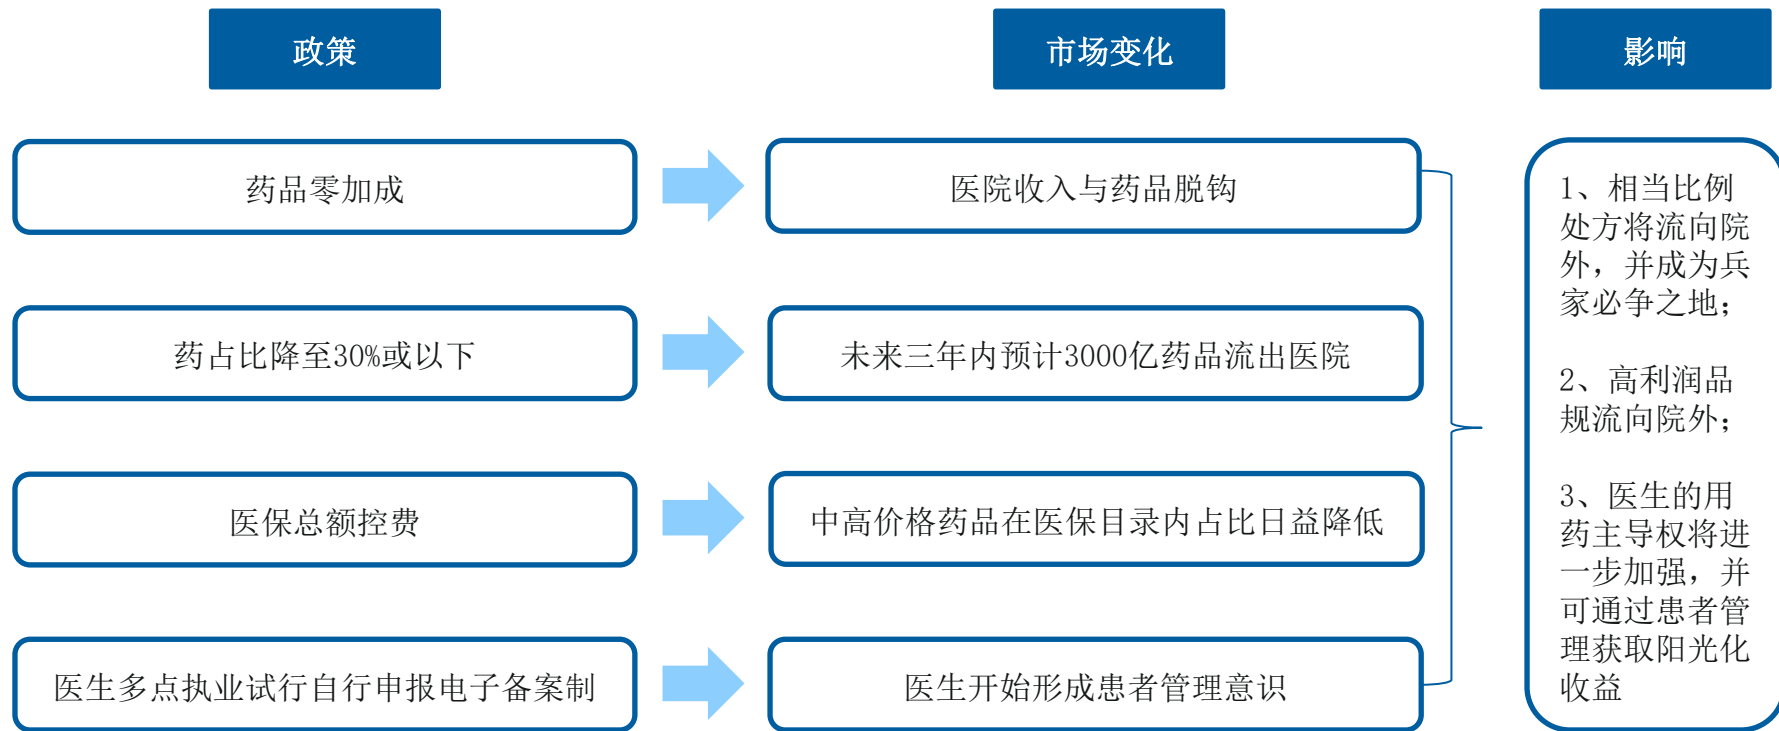 政策
市场变化
影响
药品零加成
医院收入与药品脱钩
药占比降至30%或以下
未来三年内预计3000亿药品流出医院
医保总额控费
中高价格药品在医保目录内占比日益降低
医生多点执业试行自行申报电子备案制
医生开始形成患者管理意识
1、相当比例
处方将流向院
外，并成为兵
家必争之地；
2、高利润品
规流向院外；
3、医生的用
药主导权将进
一步加强，并
可通过患者管
理获取阳光化
收益